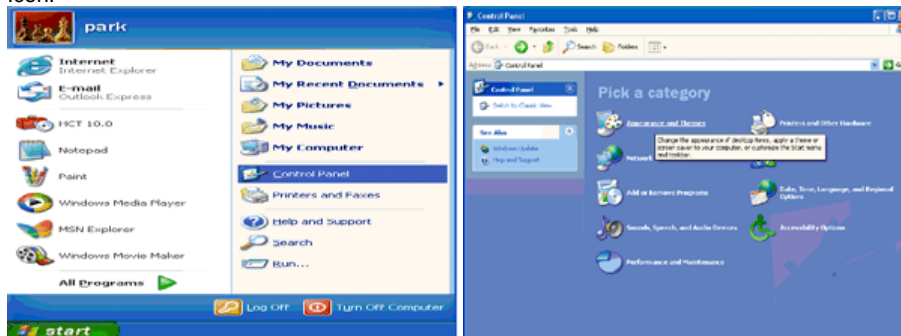 icon.
park
Internet
Internet Explorer
E-mail
Outlook Express
HCT 10.0
Notepad
Paint
Windows Media Player
MSN Explorer
Windows Movie Maker
All Programs
My Documents
My Recent Documents
My Pictures
My Music
My Computer
Control Panel
Printers and Faxes
Help and Support
Search
Run...
Log Off
Turn Off Computer
start
Control Panel
File Edit View Favorites Tools Help
Back
Search
Folders
Address
Control Panel
Control Panel
Switch to Classic View
See Also
Windows Update
Help and Support
Pick a category
Appearance and Themes
Printers and Other Hardware
Change the appearance of desktop items, apply a theme or
screen saver to your computer, or customize the Start menu
and taskbar.
Network
Add or Remove Programs
Date, Time, Language, and Regional
Options
Sounds, Speech, and Audio Devices
Accessibility Options
Performance and Maintenance